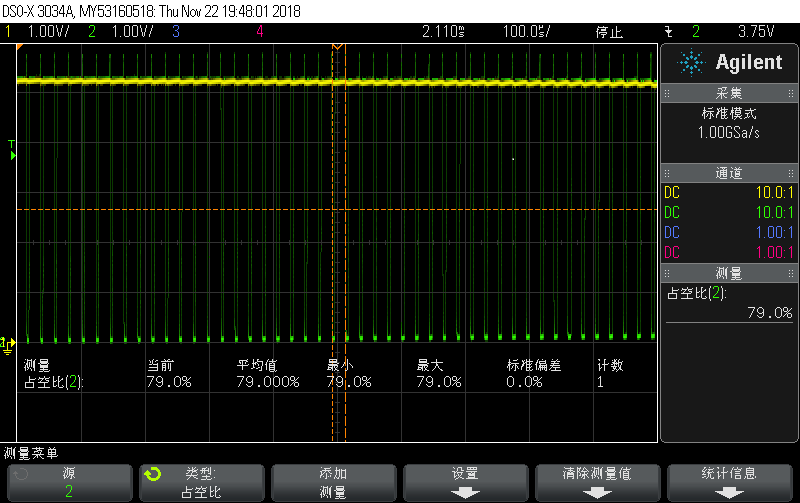 DSO-X 3034A, MY53160518: Thu Nov 22 19:48:01 2018
1 1.00V/ 2 1.00V/ 3 4 2.110ms 100.0s/ 停止 2 3.75V
Agilent
采集
标准模式
1.00GSa/s
通道
DC 10.0:1
DC 10.0:1
DC 1.00:1
DC 1.00:1
测量
占空比(2):
79.0%
T
2
测量 当前 平均值 最小 最大 标准偏差 计数
占空比(2): 79.0% 79.000% 79.0% 79.0% 0.0% 1
测量菜单
源 类型: 添加 设置 清除测量值 统计信息
2 占空比 测量